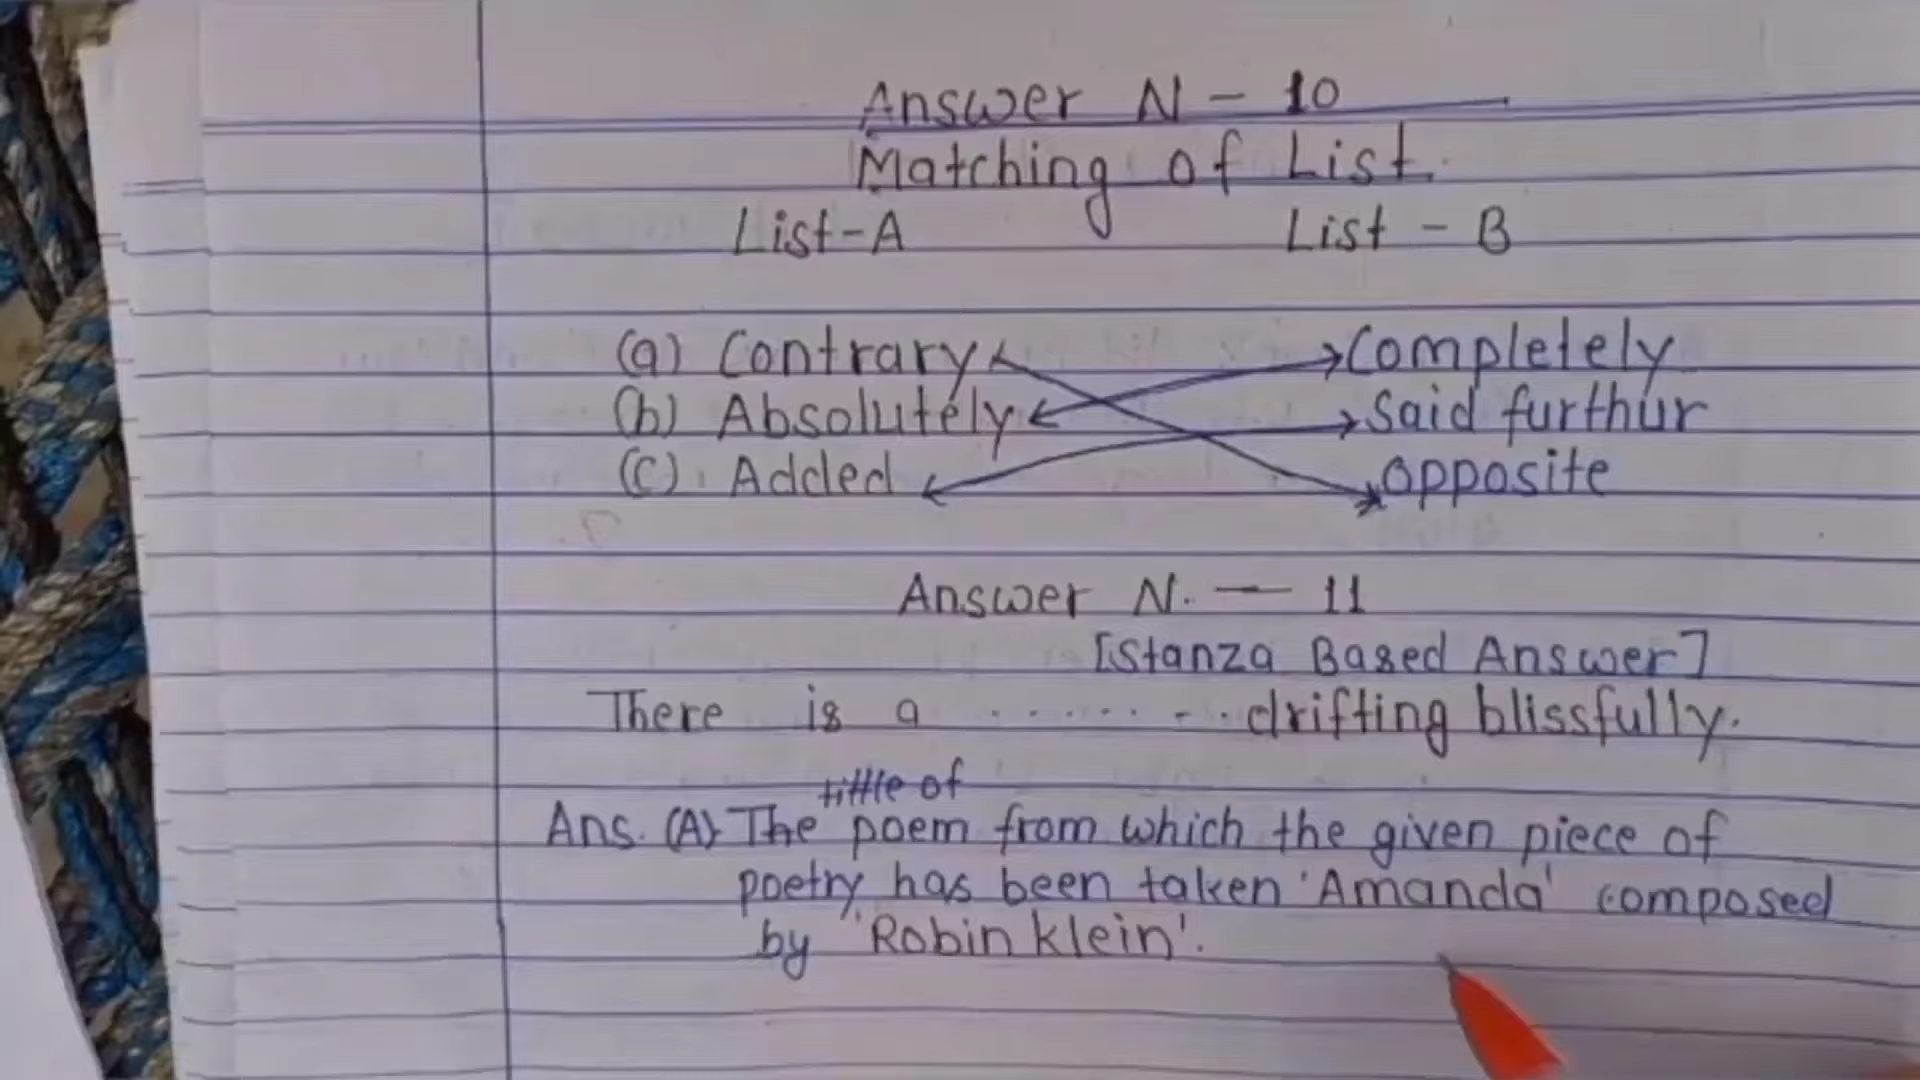 Answer N - 10
Matching of List.
List-A List - B
(a) Contrary Completely
(b) Absolutely Said furthur
(c) Added opposite
Answer N. — 11
[Stanza Based Answer]
There is a ........ drifting blissfully.
tittle of
Ans. (A) The poem from which the given piece of
poetry has been taken 'Amanda' composed
by 'Robin klein'.